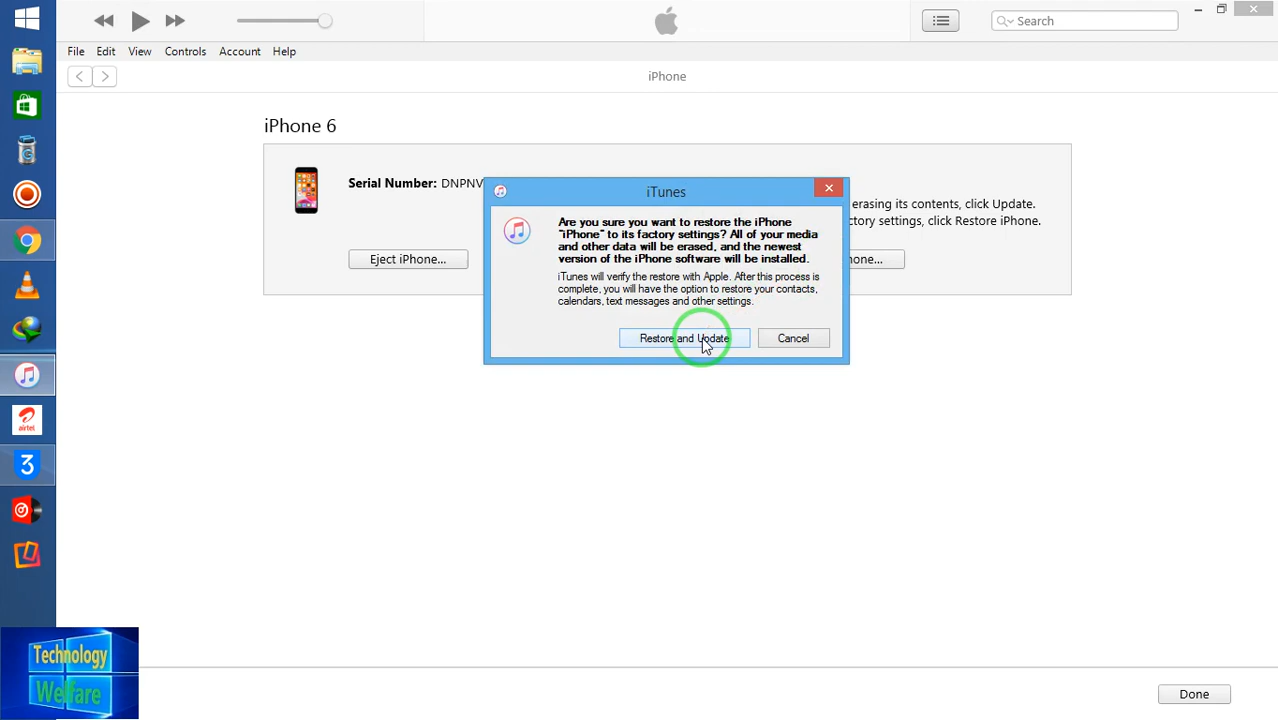 Search
File Edit View Controls Account Help
iPhone
iPhone 6
Serial Number: DNPNV
erasing its contents, click Update.
ctory settings, click Restore iPhone.
Eject iPhone...
one...
iTunes
Are you sure you want to restore the iPhone
"iPhone" to its factory settings? All of your media
and other data will be erased, and the newest
version of the iPhone software will be installed.
iTunes will verify the restore with Apple. After this process is
complete, you will have the option to restore your contacts,
calendars, text messages and other settings.
Restore and Update
Cancel
airtel
3
Technology
Welfare
Done